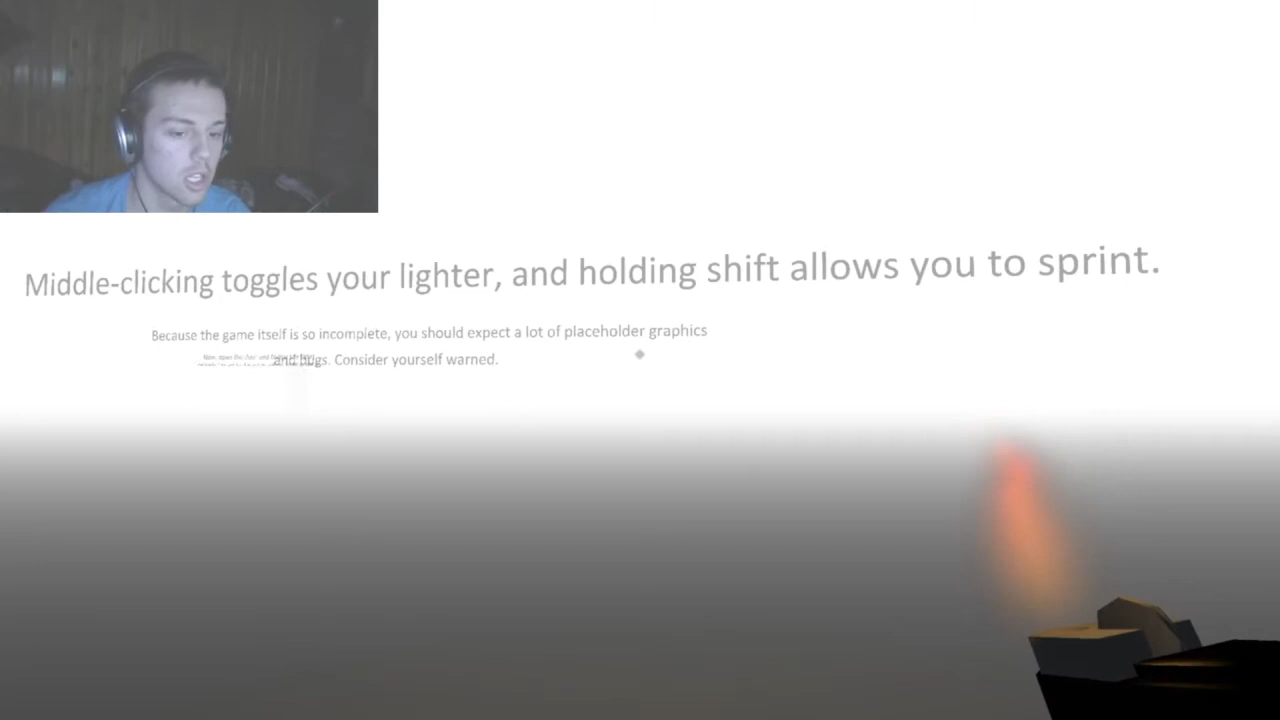 Middle-clicking toggles your lighter, and holding shift allows you to sprint.
Because the game itself is so incomplete, you should expect a lot of placeholder graphics
and bugs. Consider yourself warned.